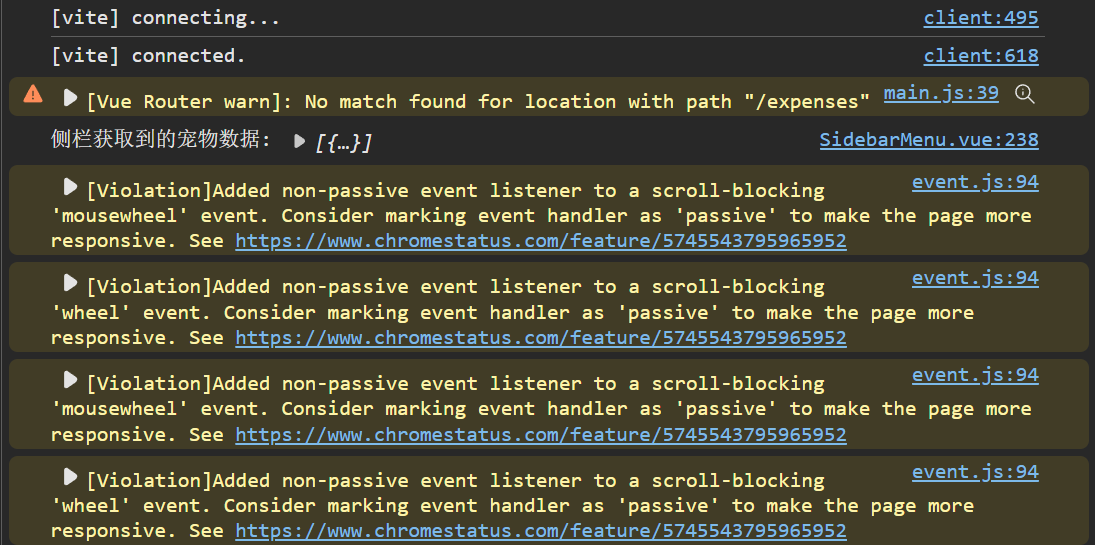 [vite] connecting... client:495
[vite] connected. client:618
[Vue Router warn]: No match found for location with path "/expenses" main.js:39
侧栏获取到的宠物数据: [{…}] SidebarMenu.vue:238
[Violation]Added non-passive event listener to a scroll-blocking event.js:94
'mousewheel' event. Consider marking event handler as 'passive' to make the page more
responsive. See https://www.chromestatus.com/feature/5745543795965952
[Violation]Added non-passive event listener to a scroll-blocking event.js:94
'wheel' event. Consider marking event handler as 'passive' to make the page more
responsive. See https://www.chromestatus.com/feature/5745543795965952
[Violation]Added non-passive event listener to a scroll-blocking event.js:94
'mousewheel' event. Consider marking event handler as 'passive' to make the page more
responsive. See https://www.chromestatus.com/feature/5745543795965952
[Violation]Added non-passive event listener to a scroll-blocking event.js:94
'wheel' event. Consider marking event handler as 'passive' to make the page more
responsive. See https://www.chromestatus.com/feature/5745543795965952